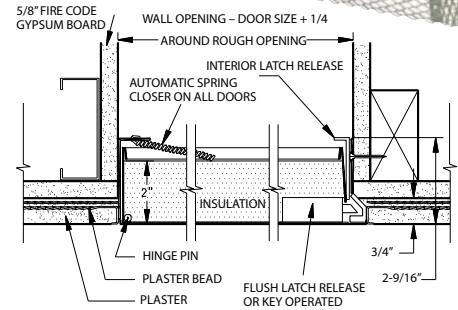 5/8" FIRE CODE
GYPSUM BOARD
WALL OPENING – DOOR SIZE + 1/4
AROUND ROUGH OPENING
INTERIOR LATCH RELEASE
AUTOMATIC SPRING
CLOSER ON ALL DOORS
2"
INSULATION
HINGE PIN
3/4"
PLASTER BEAD
2-9/16"
PLASTER
FLUSH LATCH RELEASE
OR KEY OPERATED